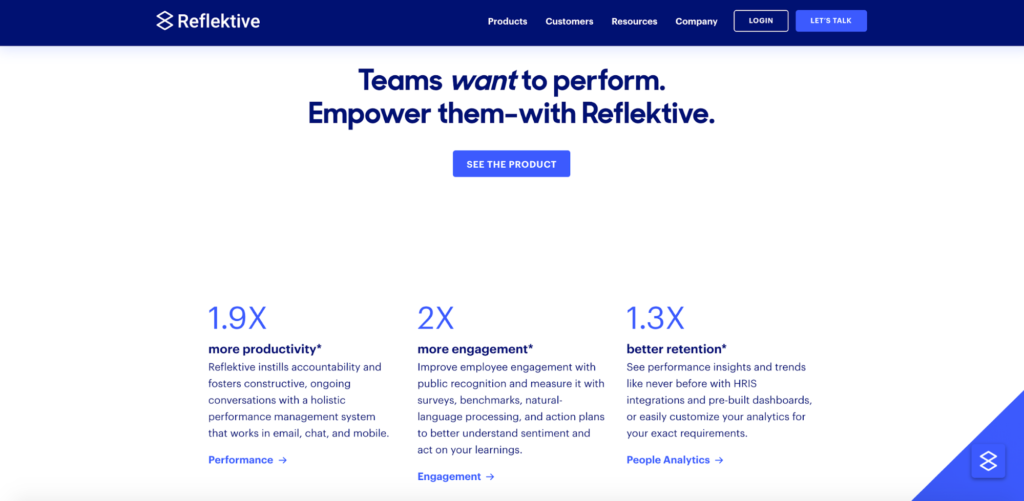 Reflektive
Products Customers Resources Company LOGIN LET'S TALK
Teams want to perform.
Empower them–with Reflektive.
SEE THE PRODUCT
1.9X
more productivity*
Reflektive instills accountability and
fosters constructive, ongoing
conversations with a holistic
performance management system
that works in email, chat, and mobile.
Performance →
2X
more engagement*
Improve employee engagement with
public recognition and measure it with
surveys, benchmarks, natural-
language processing, and action plans
to better understand sentiment and
act on your learnings.
Engagement →
1.3X
better retention*
See performance insights and trends
like never before with HRIS
integrations and pre-built dashboards,
or easily customize your analytics for
your exact requirements.
People Analytics →